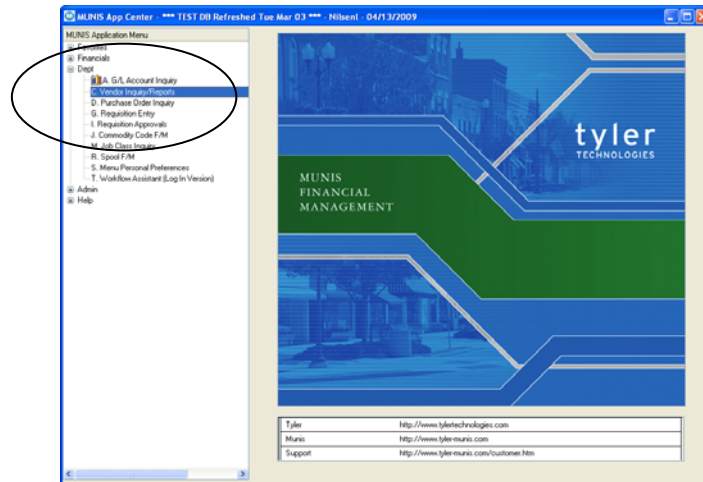 MUNIS App Center - *** TEST DB Refreshed Tue Mar 03 *** - Nilsenl - 04/13/2009
MUNIS Application Menu
Favorites
Financials
Dept
A. G/L Account Inquiry
C. Vendor Inquiry/Reports
D. Purchase Order Inquiry
G. Requisition Entry
I. Requisition Approvals
J. Commodity Code F/M
M. Job Class Inquiry
R. Spool F/M
S. Menu Personal Preferences
T. Workflow Assistant (Log In Version)
Admin
Help
tyler
TECHNOLOGIES
MUNIS
FINANCIAL
MANAGEMENT
Tyler http://www.tylertechnologies.com
Munis http://www.tyler-munis.com
Support http://www.tyler-munis.com/customer.htm